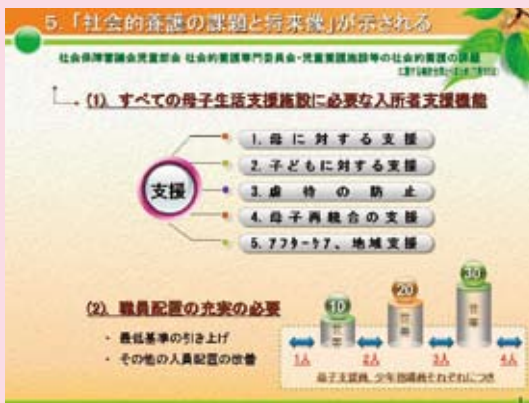 5.「社会的養護の課題と将来像」が示される
社会保障審議会児童部会 社会的養護専門委員会・児童養護施設等の社会的養護の課題
(1). すべての母子生活支援施設に必要な入所者支援機能
支援
1. 母に対する支援
2. 子どもに対する支援
3. 虐待の防止
4. 母子再統合の支援
5. アフターケア、地域支援
(2). 職員配置の充実の必要
・ 最低基準の引き上げ
・ その他の人員配置の改善
10 20 30
世帯 世帯 世帯
1人 2人 3人 4人
母子支援員、少年指導員それぞれにつき